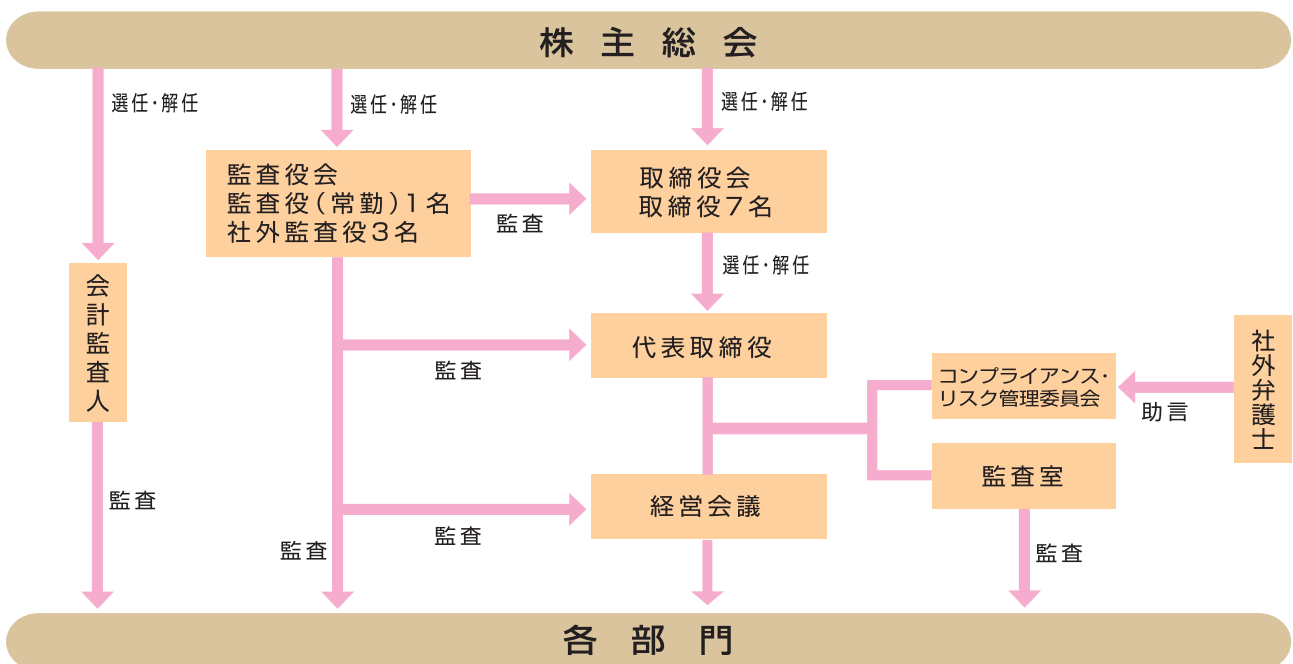 株主総会
選任・解任
選任・解任
選任・解任
監査役会
監査役(常勤)1名
社外監査役3名
監査
取締役会
取締役7名
選任・解任
会計監査人
代表取締役
監査
コンプライアンス・
リスク管理委員会
助言
社外弁護士
監査室
経営会議
監査
監査
監査
監査
各部門